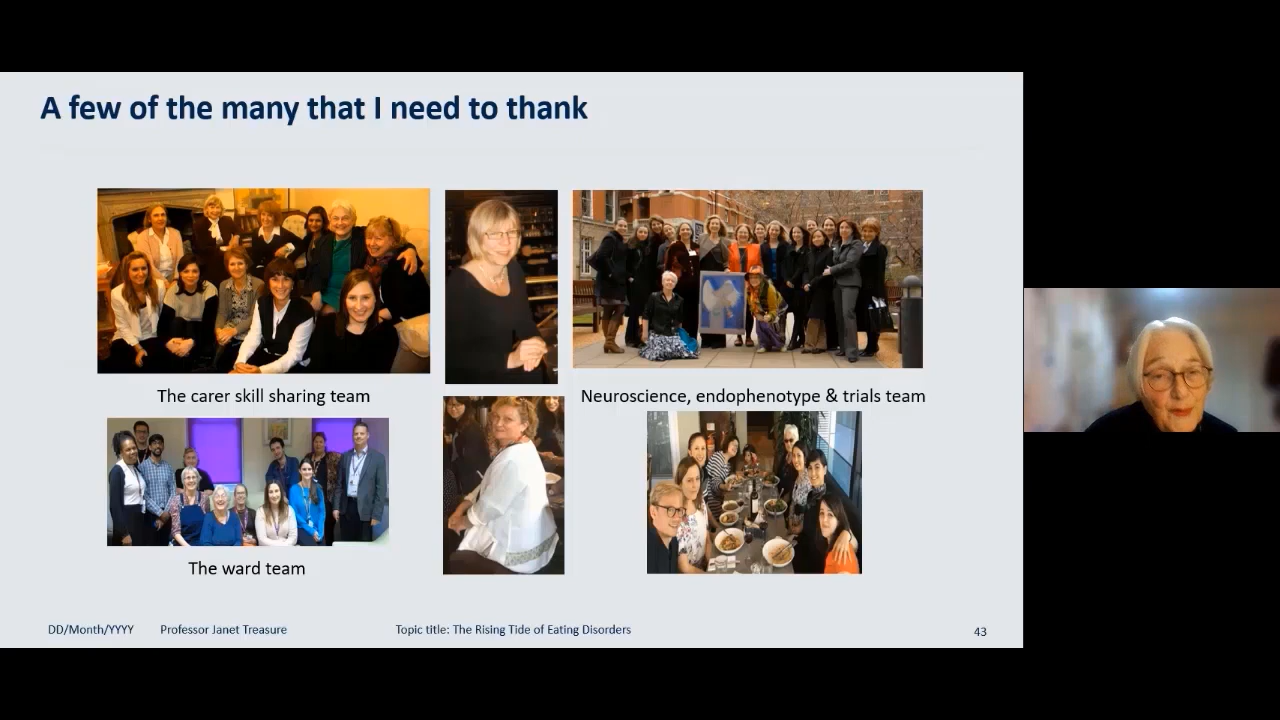 A few of the many that I need to thank
The carer skill sharing team
Neuroscience, endophenotype & trials team
The ward team
DD/Month/YYYY
Professor Janet Treasure
Topic title: The Rising Tide of Eating Disorders
43